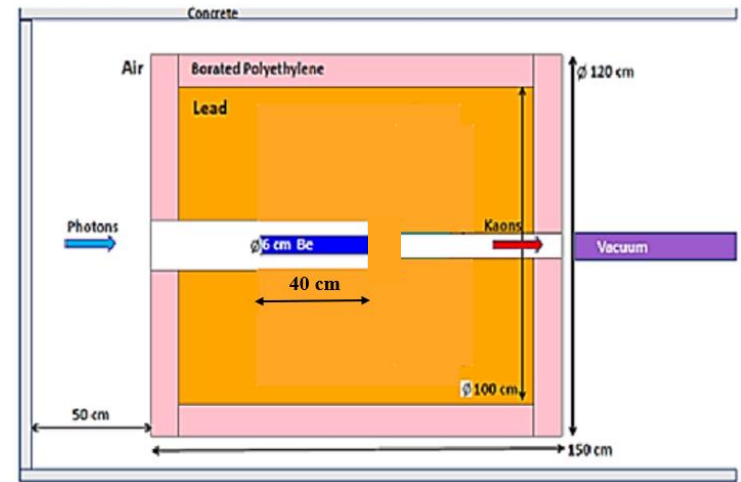 Concrete
Air
Borated Polyethylene
Ø 120 cm
Lead
Photons
Kaons
Ø6 cm Be
Vacuum
40 cm
Ø 100 cm
50 cm
150 cm